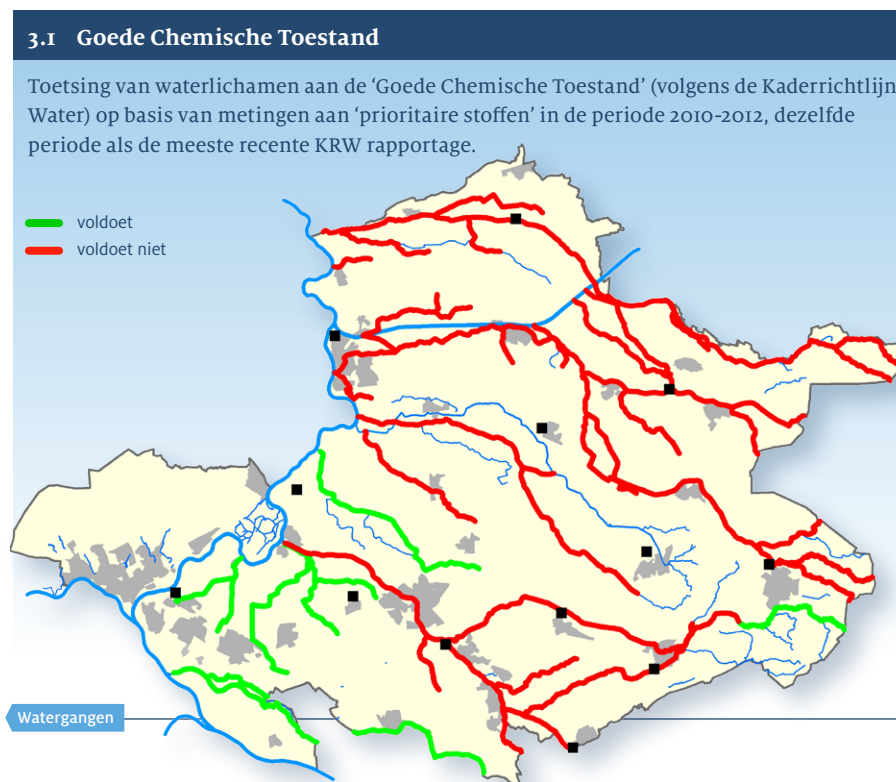 3.1 Goede Chemische Toestand
Toetsing van waterlichamen aan de ‘Goede Chemische Toestand’ (volgens de Kaderrichtlijn
Water) op basis van metingen aan ‘prioritaire stoffen’ in de periode 2010-2012, dezelfde
periode als de meeste recente KRW rapportage.
voldoet
voldoet niet
Watergangen